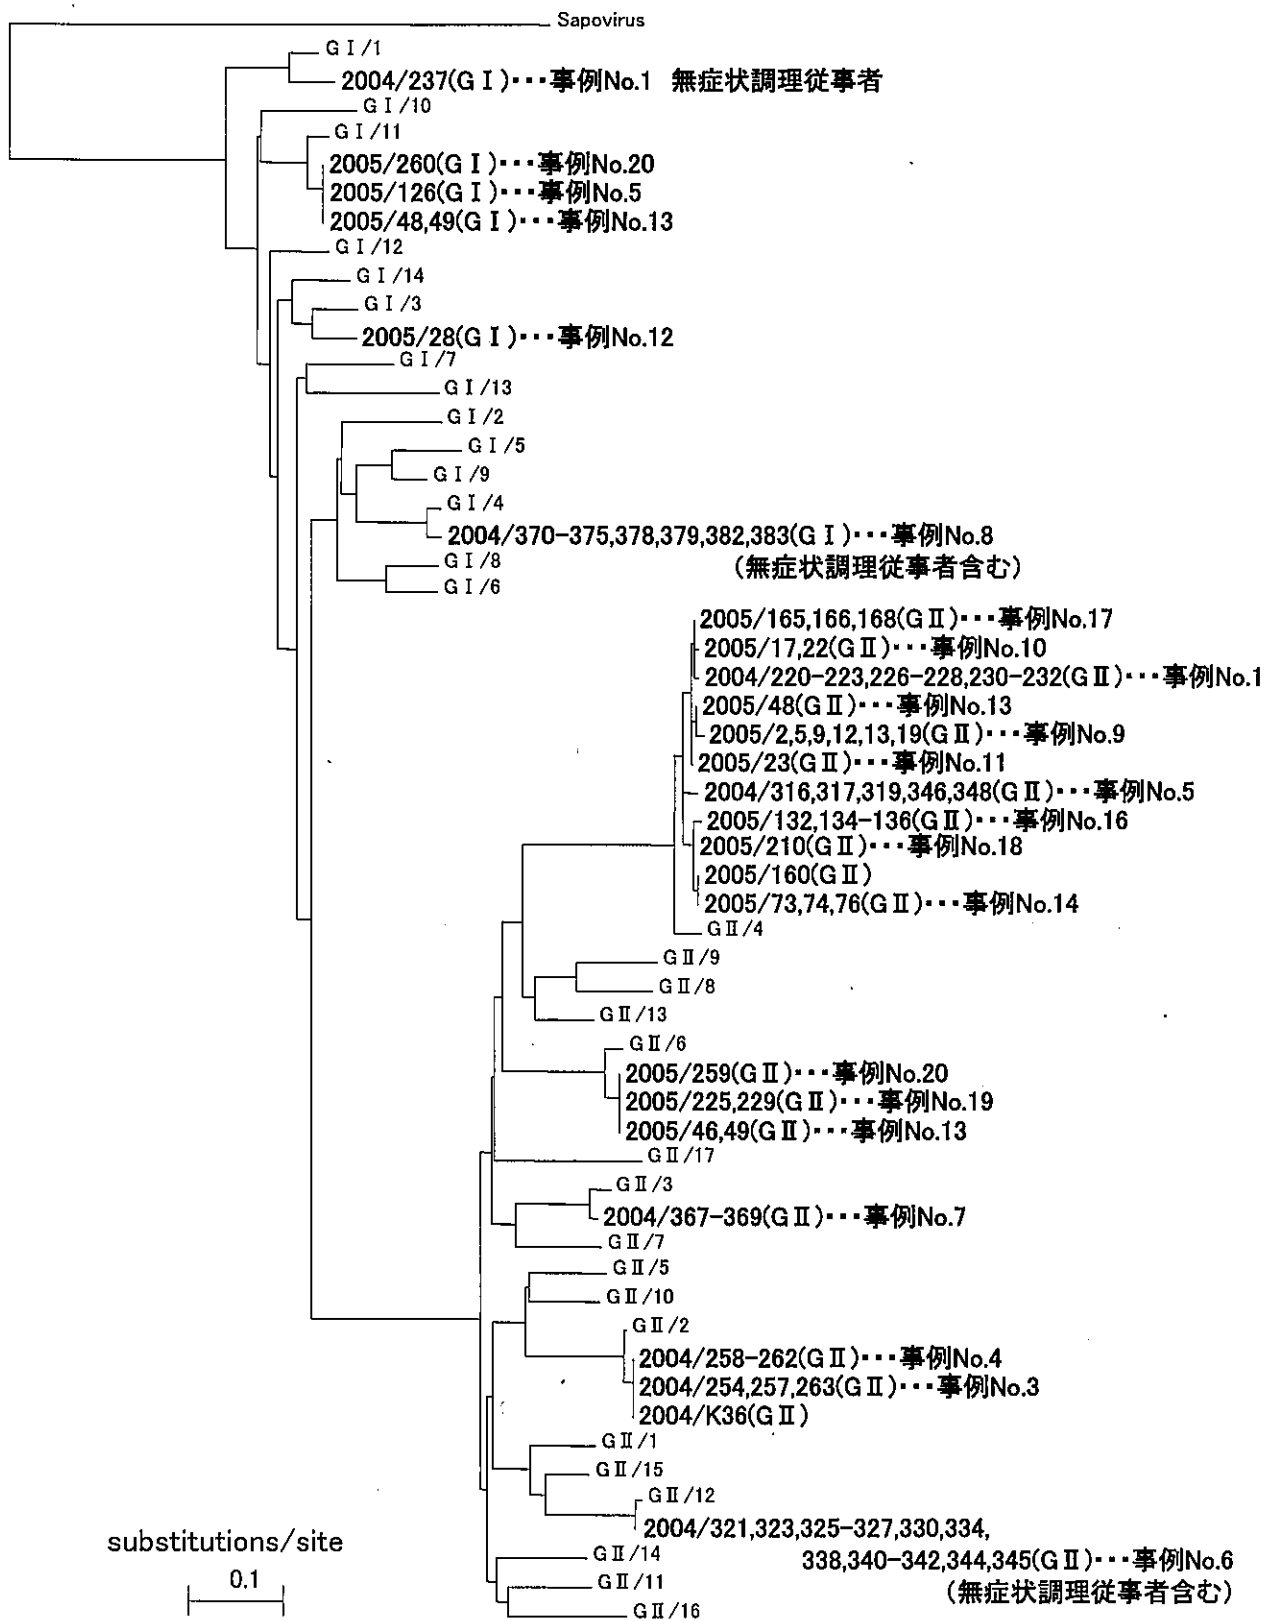 Sapovirus
GⅠ/1
2004/237(GⅠ)･･･事例No.1 無症状調理従事者
GⅠ/10
GⅠ/11
2005/260(GⅠ)･･･事例No.20
2005/126(GⅠ)･･･事例No.5
2005/48,49(GⅠ)･･･事例No.13
GⅠ/12
GⅠ/14
GⅠ/3
2005/28(GⅠ)･･･事例No.12
GⅠ/7
GⅠ/13
GⅠ/2
GⅠ/5
GⅠ/9
GⅠ/4
2004/370-375,378,379,382,383(GⅠ)･･･事例No.8
(無症状調理従事者含む)
GⅠ/8
GⅠ/6
2005/165,166,168(GⅡ)･･･事例No.17
2005/17,22(GⅡ)･･･事例No.10
2004/220-223,226-228,230-232(GⅡ)･･･事例No.1
2005/48(GⅡ)･･･事例No.13
2005/2,5,9,12,13,19(GⅡ)･･･事例No.9
2005/23(GⅡ)･･･事例No.11
2004/316,317,319,346,348(GⅡ)･･･事例No.5
2005/132,134-136(GⅡ)･･･事例No.16
2005/210(GⅡ)･･･事例No.18
2005/160(GⅡ)
2005/73,74,76(GⅡ)･･･事例No.14
GⅡ/4
GⅡ/9
GⅡ/8
GⅡ/13
GⅡ/6
2005/259(GⅡ)･･･事例No.20
2005/225,229(GⅡ)･･･事例No.19
2005/46,49(GⅡ)･･･事例No.13
GⅡ/17
GⅡ/3
2004/367-369(GⅡ)･･･事例No.7
GⅡ/7
GⅡ/5
GⅡ/10
GⅡ/2
2004/258-262(GⅡ)･･･事例No.4
2004/254,257,263(GⅡ)･･･事例No.3
2004/K36(GⅡ)
GⅡ/1
GⅡ/15
GⅡ/12
2004/321,323,325-327,330,334,
338,340-342,344,345(GⅡ)･･･事例No.6
(無症状調理従事者含む)
GⅡ/14
GⅡ/11
GⅡ/16
substitutions/site
0.1